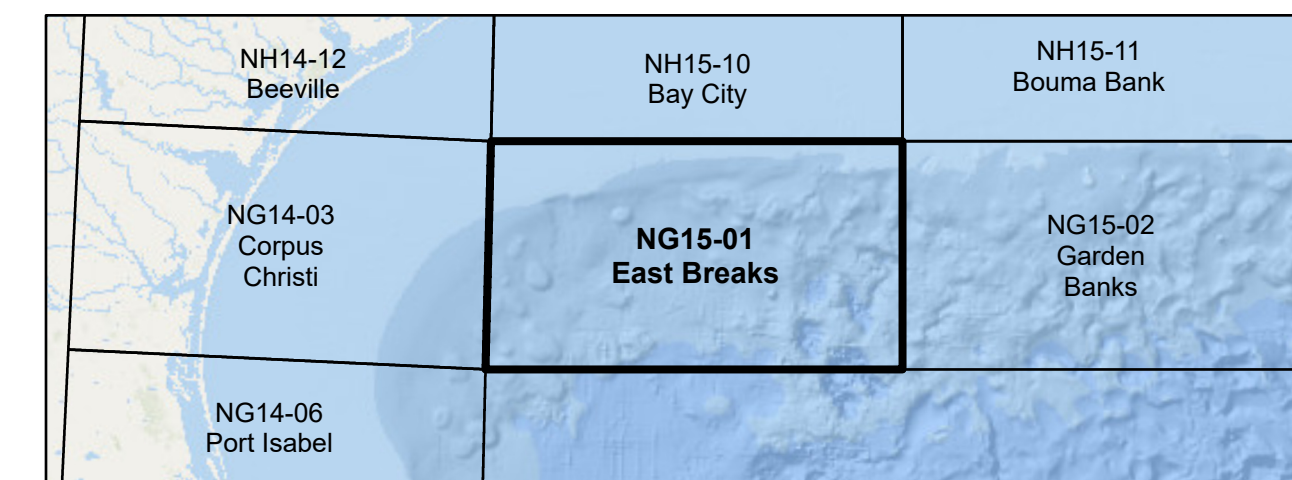 NH14-12
Beeville
NH15-10
Bay City
NH15-11
Bouma Bank
NG14-03
Corpus
Christi
NG15-01
East Breaks
NG15-02
Garden
Banks
NG14-06
Port Isabel